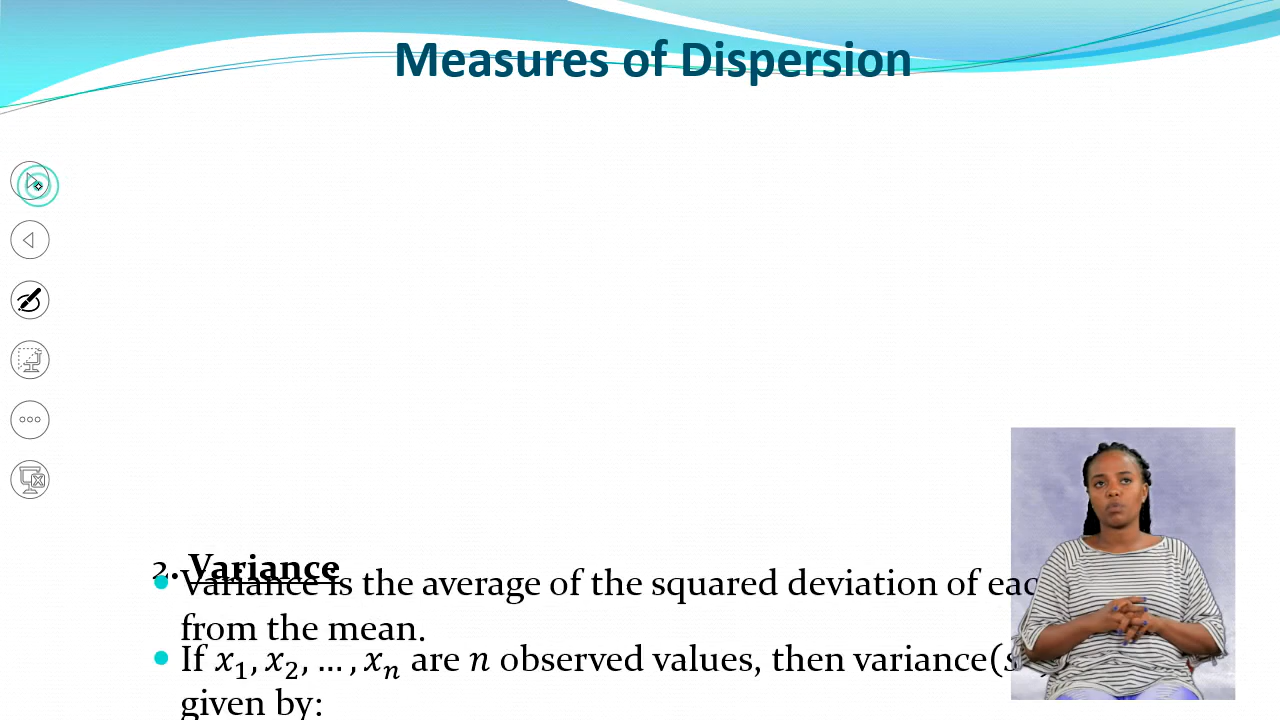 Measures of Dispersion
2. Variance
Variance is the average of the squared deviation of
from the mean.
If x₁, x₂, … , xₙ are n observed values, then variance(
given by: